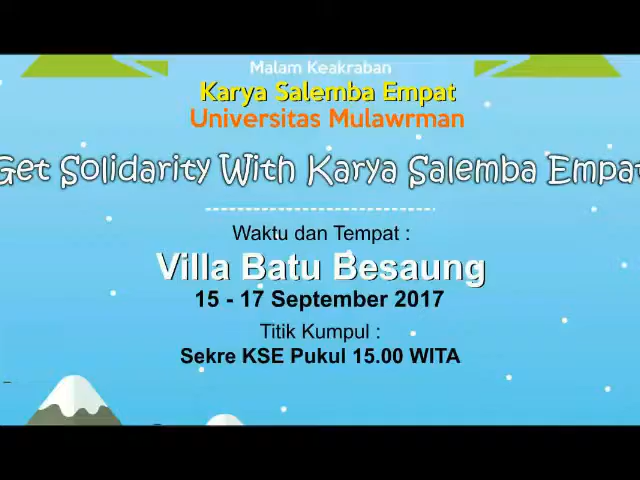 Malam Keakraban
Karya Salemba Empat
Universitas Mulawrman
Get Solidarity With Karya Salemba Empat
Waktu dan Tempat :
Villa Batu Besaung
15 - 17 September 2017
Titik Kumpul :
Sekre KSE Pukul 15.00 WITA